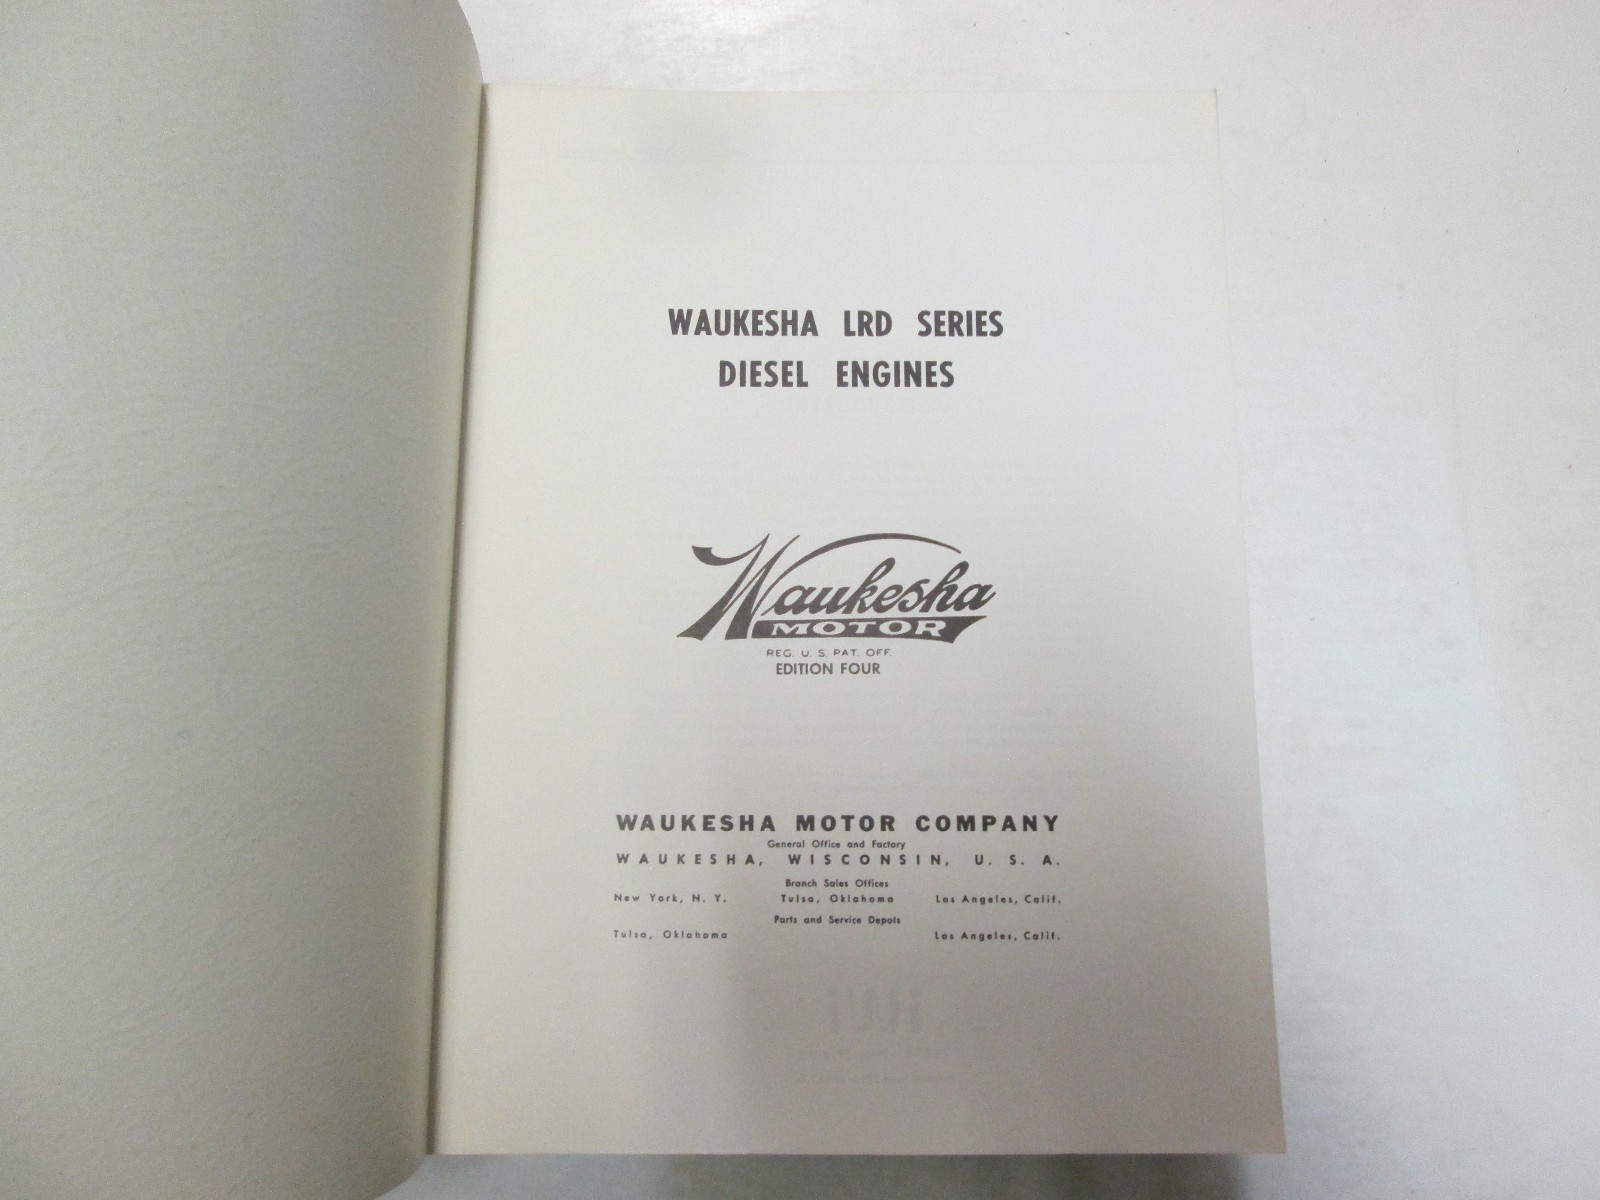 WAUKESHA LRD SERIES
DIESEL ENGINES
Waukesha
MOTOR
REG. U. S. PAT. OFF.
EDITION FOUR
WAUKESHA MOTOR COMPANY
General Office and Factory
WAUKESHA, WISCONSIN, U. S. A.
Branch Sales Offices
New York, N. Y. Tulsa, Oklahoma Los Angeles, Calif.
Parts and Service Depots
Tulsa, Oklahoma Los Angeles, Calif.